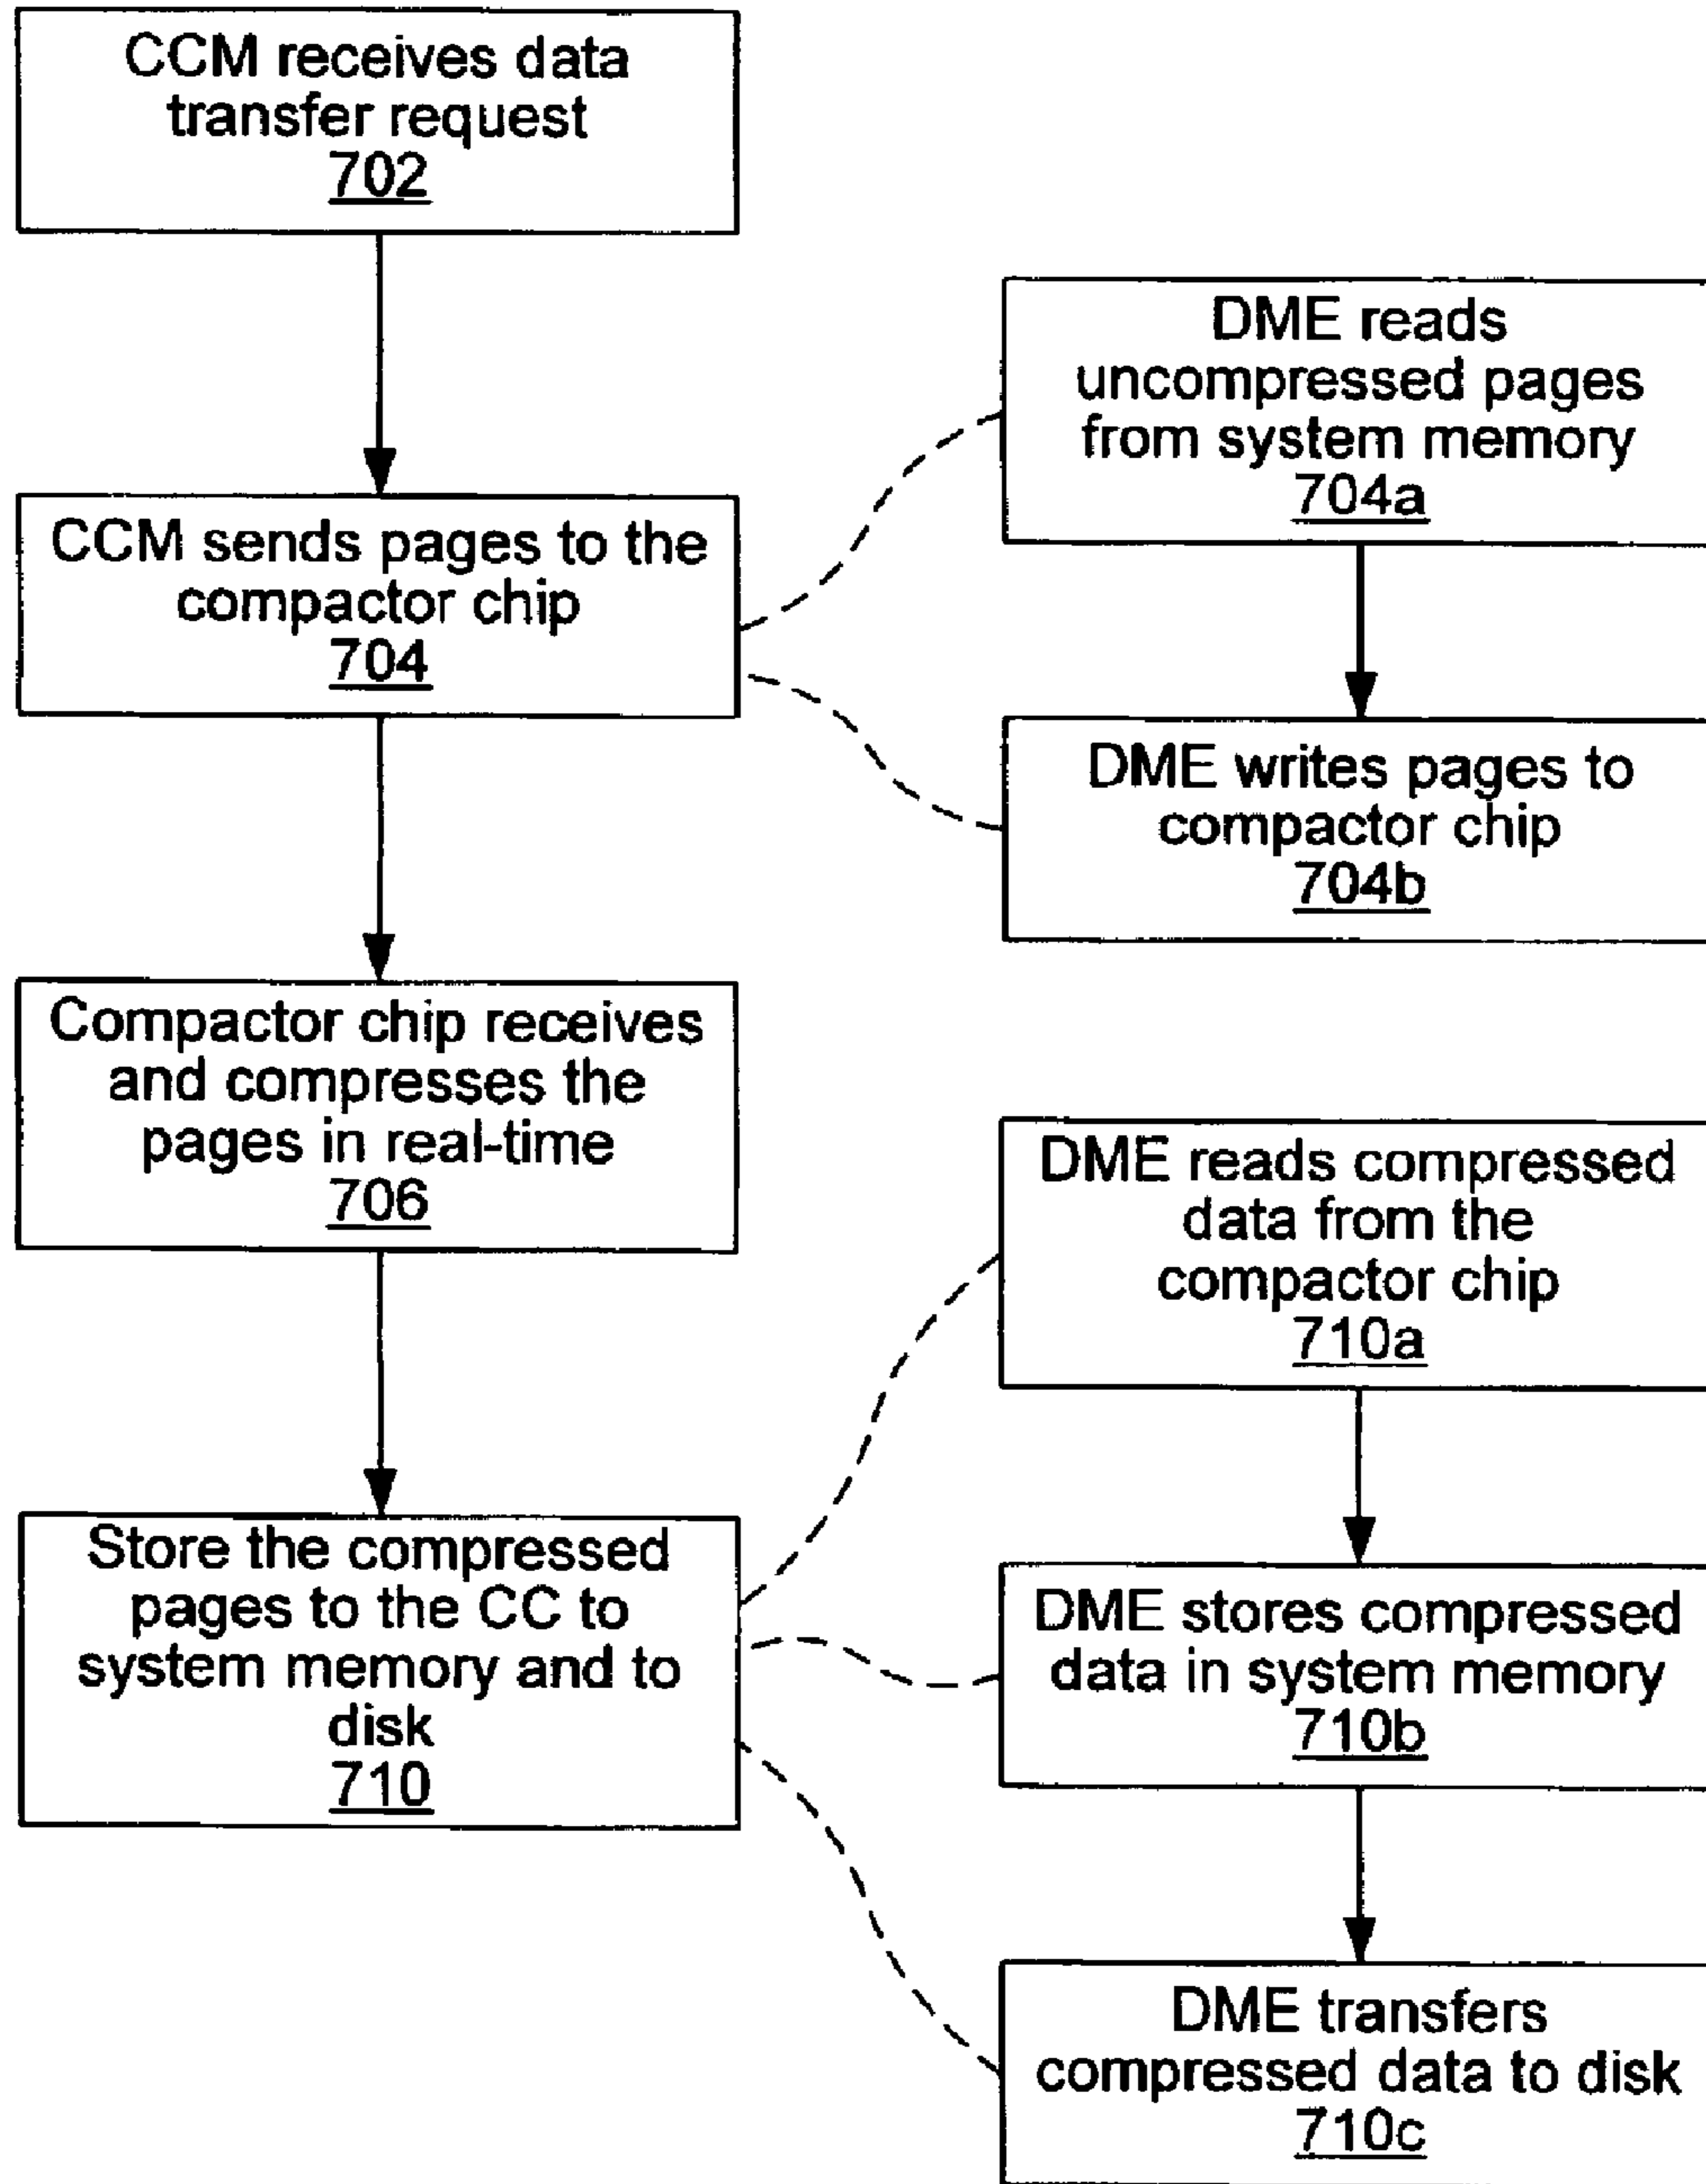 CCM receives data
transfer request
702
CCM sends pages to the
compactor chip
704
DME reads
uncompressed pages
from system memory
704a
DME writes pages to
compactor chip
704b
Compactor chip receives
and compresses the
pages in real-time
706
Store the compressed
pages to the CC to
system memory and to
disk
710
DME reads compressed
data from the
compactor chip
710a
DME stores compressed
data in system memory
710b
DME transfers
compressed data to disk
710c